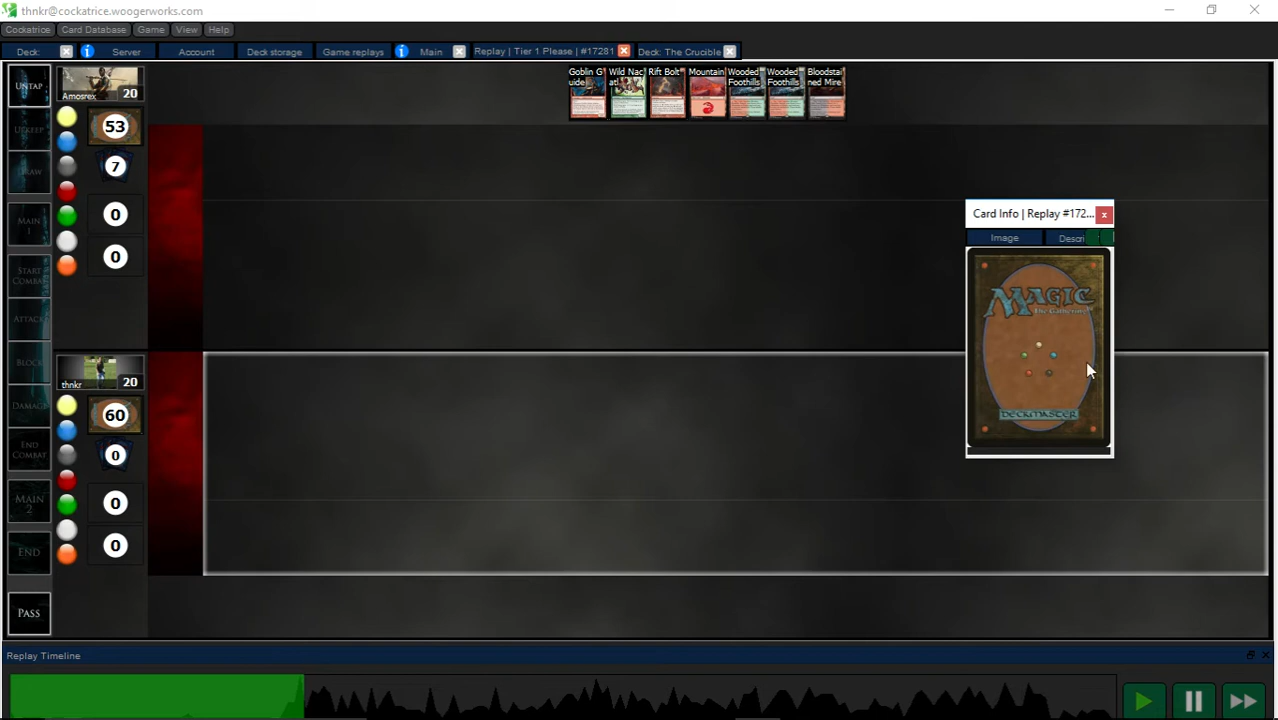 thnkr@cockatrice.woogerworks.com
Cockatrice Card Database Game View Help
Deck: Server Account Deck storage Game replays Main Replay | Tier 1 Please | #17281 Deck: The Crucible
UNTAP
UPKEEP
DRAW
MAIN
1
START
COMBAT
ATTACK
BLOCK
DAMAGE
END
COMBAT
MAIN
2
END
PASS
Amosrex 20
53
7
0
0
Goblin G
uide
Wild Nac
atl
Rift Bolt
Mountain
Wooded
Foothills
Wooded
Foothills
Bloodstai
ned Mire
thnkr 20
60
0
0
0
Card Info | Replay #172...
Image Descri
MAGIC
The Gathering
DECKMASTER
Replay Timeline